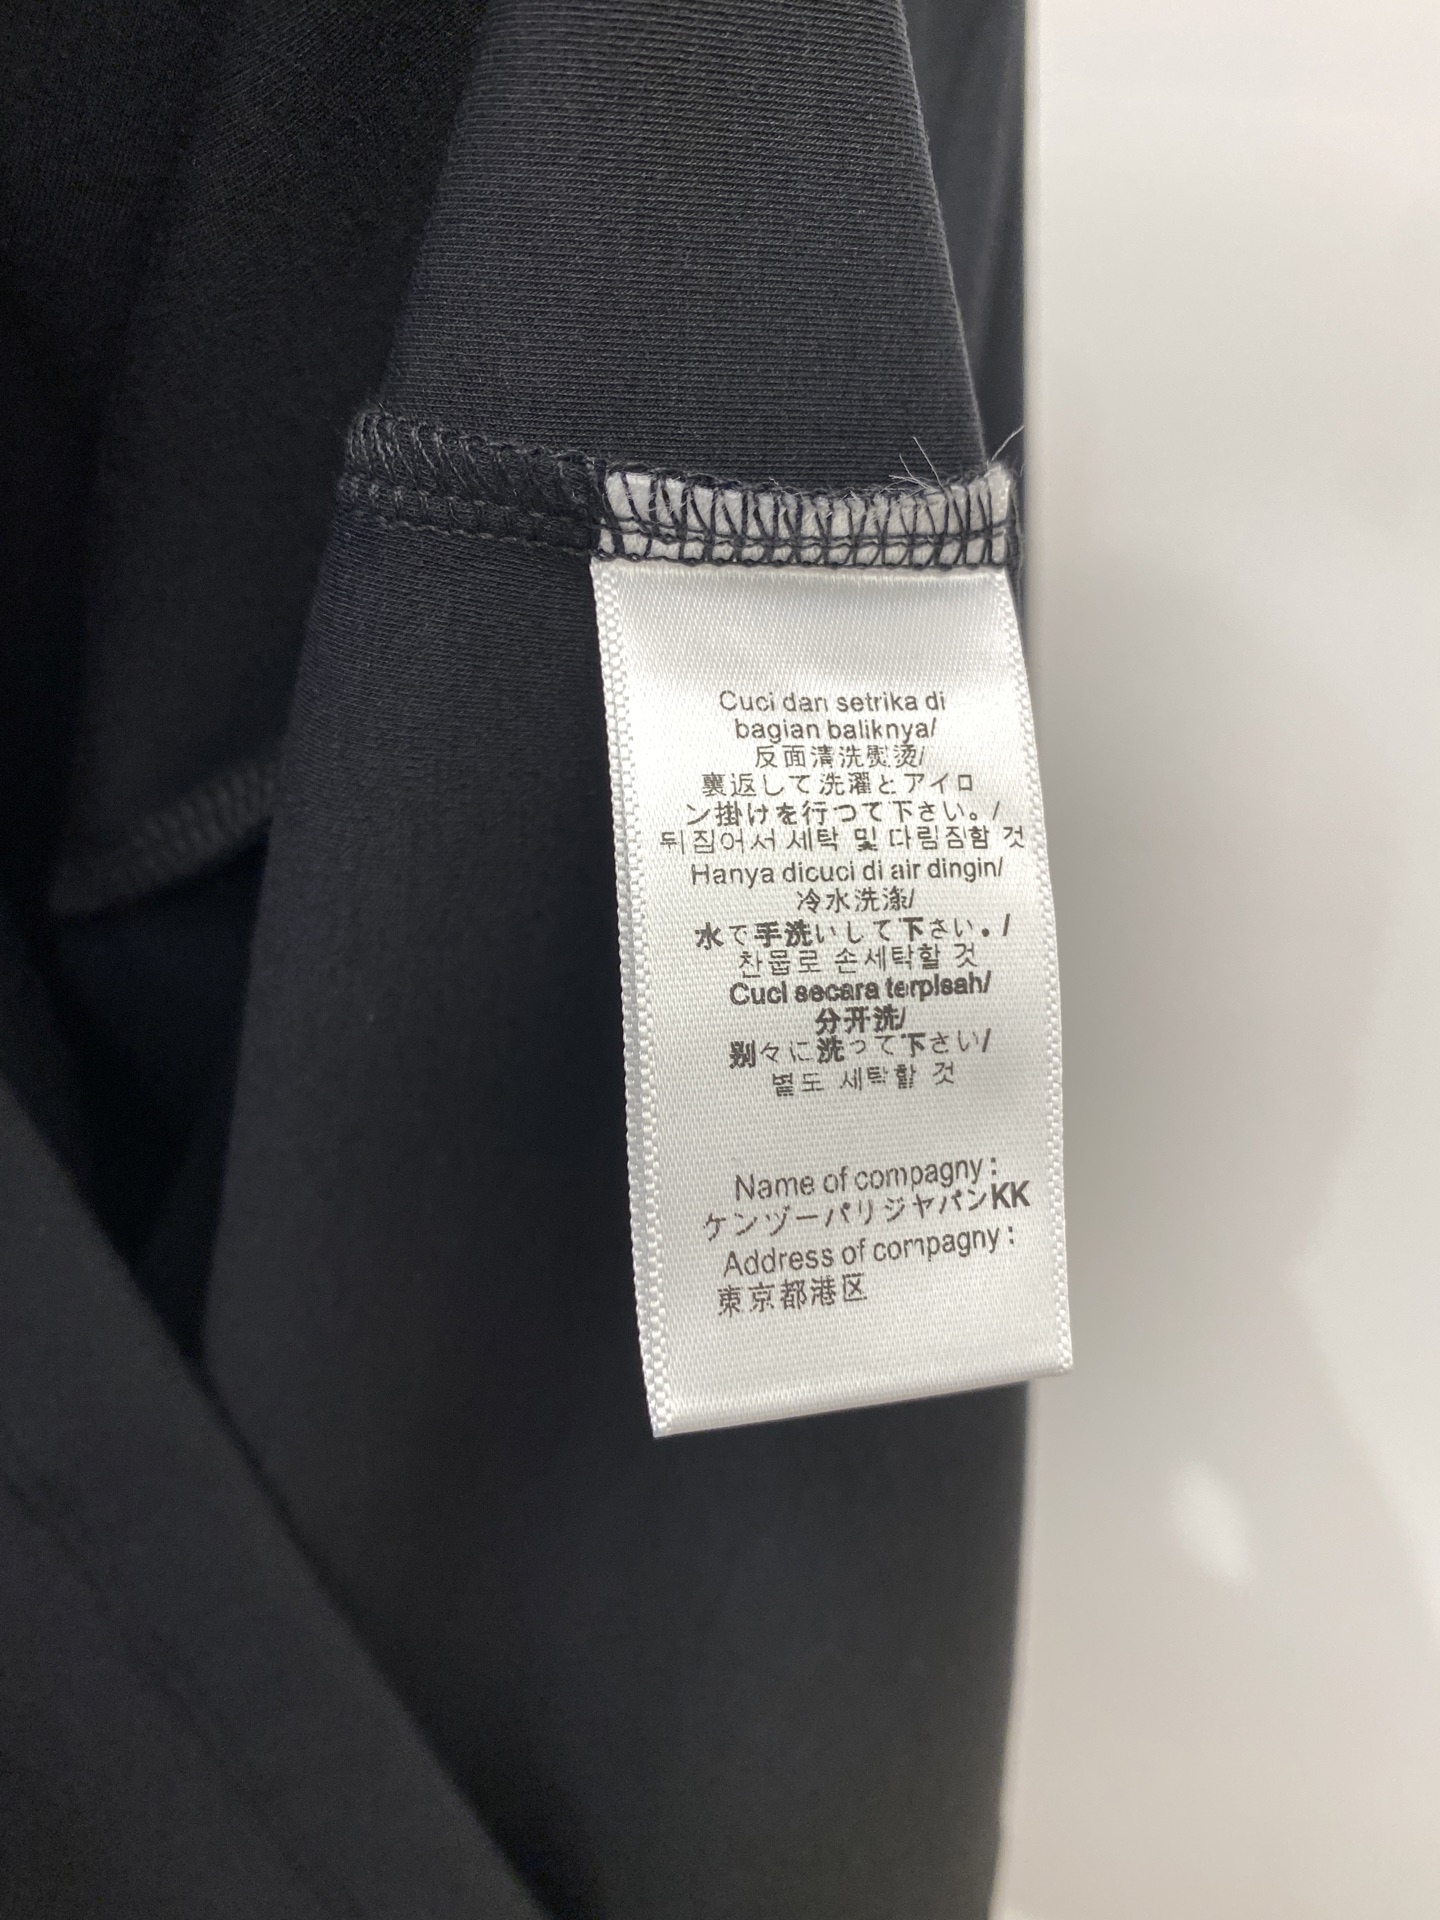 Cuci dan setrika di
bagian baliknya/
反面清洗熨烫/
裏返して洗濯とアイロ
ン掛けを行つて下さい。/
뒤집어서 세탁 및 다림짐할 것
Hanya dicuci di air dingin/
冷水洗涤/
水で手洗いして下さい。/
찬뭅로 손세탁할 것
Cuci secara terpisah/
分开洗/
别々に洗って下さい/
별도 세탁할 것
Name of compagny :
ケンヅーパリジャパンKK
Address of compagny :
東京都港区